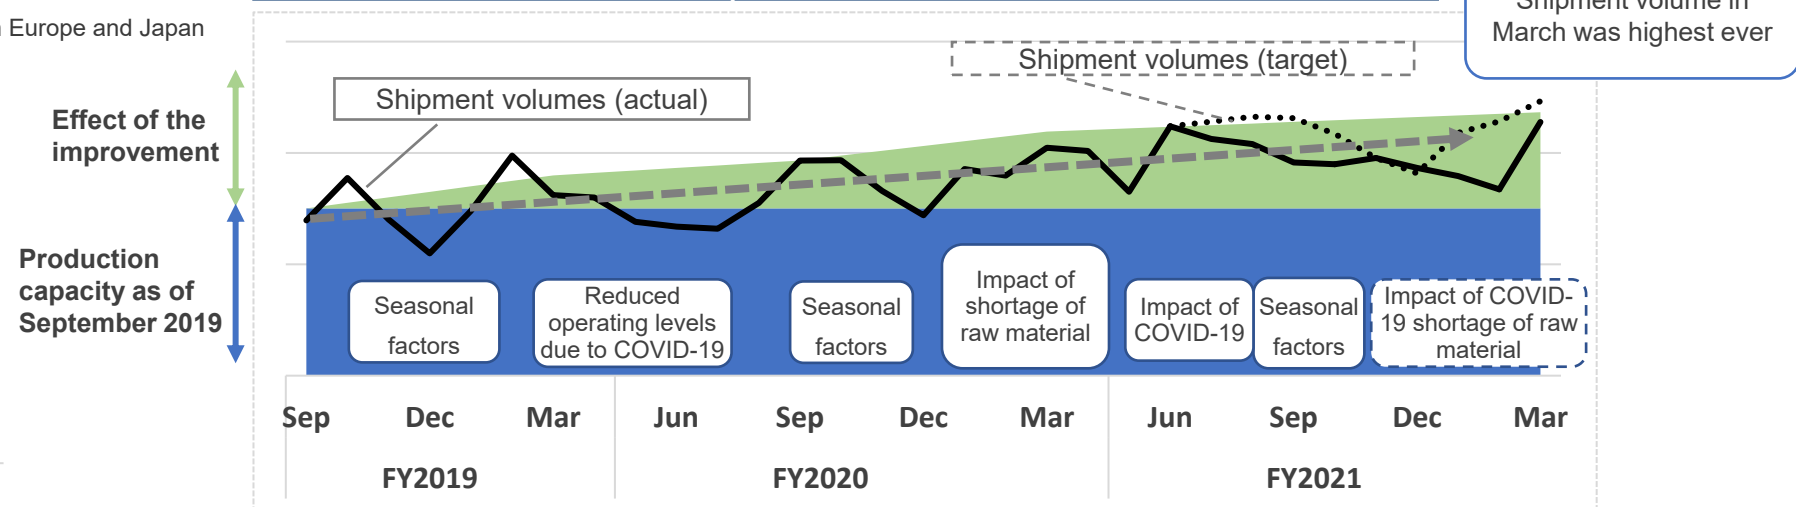 Europe and Japan
Shipment volume in
March was highest ever
Shipment volumes (target)
Shipment volumes (actual)
Effect of the
improvement
Production
capacity as of
September 2019
Seasonal
factors
Reduced
operating levels
due to COVID-19
Seasonal
factors
Impact of
shortage of
raw material
Impact of
COVID-19
Seasonal
factors
Impact of COVID-
19 shortage of raw
material
Sep Dec Mar Jun Sep Dec Mar Jun Sep Dec Mar
FY2019 FY2020 FY2021